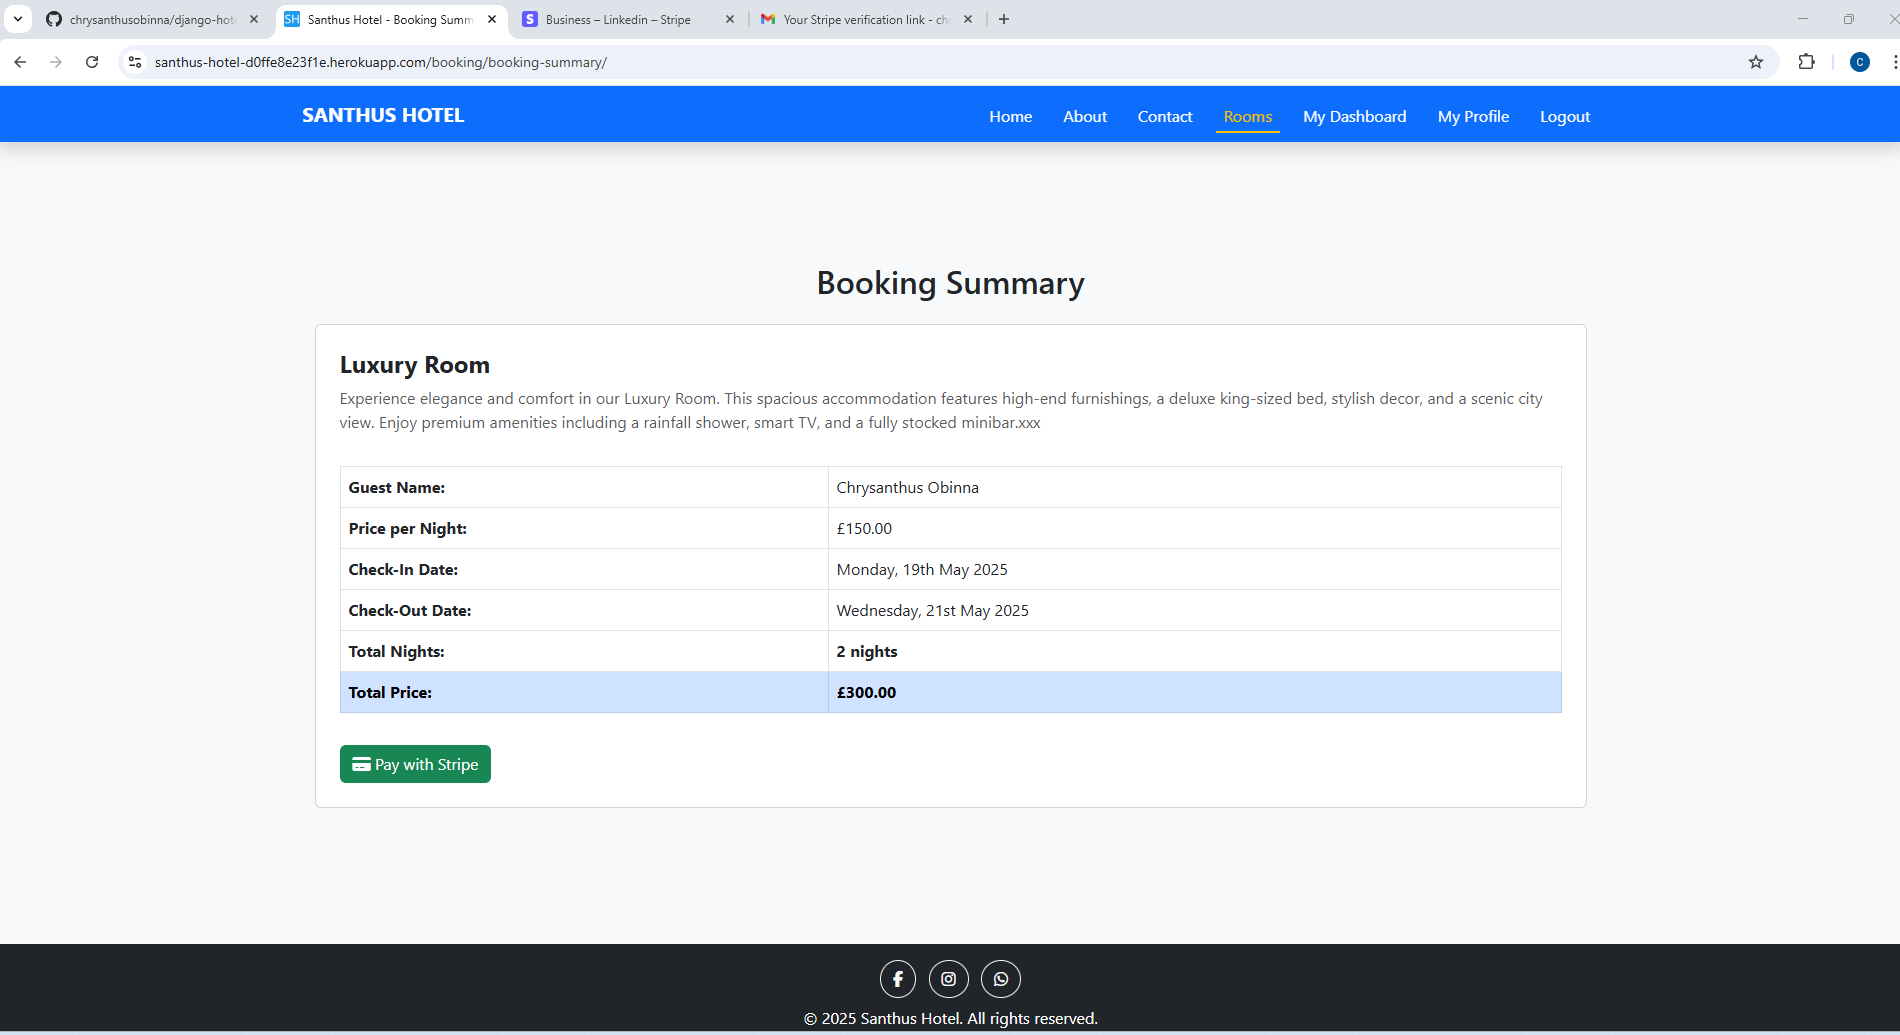 chrysanthusobinna/django-hote
Santhus Hotel - Booking Summ
Business – Linkedin – Stripe
Your Stripe verification link - ch
santhus-hotel-d0ffe8e23f1e.herokuapp.com/booking/booking-summary/
C
SANTHUS HOTEL
Home
About
Contact
Rooms
My Dashboard
My Profile
Logout
Booking Summary
Luxury Room
Experience elegance and comfort in our Luxury Room. This spacious accommodation features high-end furnishings, a deluxe king-sized bed, stylish decor, and a scenic city
view. Enjoy premium amenities including a rainfall shower, smart TV, and a fully stocked minibar.xxx
Guest Name: Chrysanthus Obinna
Price per Night: £150.00
Check-In Date: Monday, 19th May 2025
Check-Out Date: Wednesday, 21st May 2025
Total Nights: 2 nights
Total Price: £300.00
Pay with Stripe
© 2025 Santhus Hotel. All rights reserved.